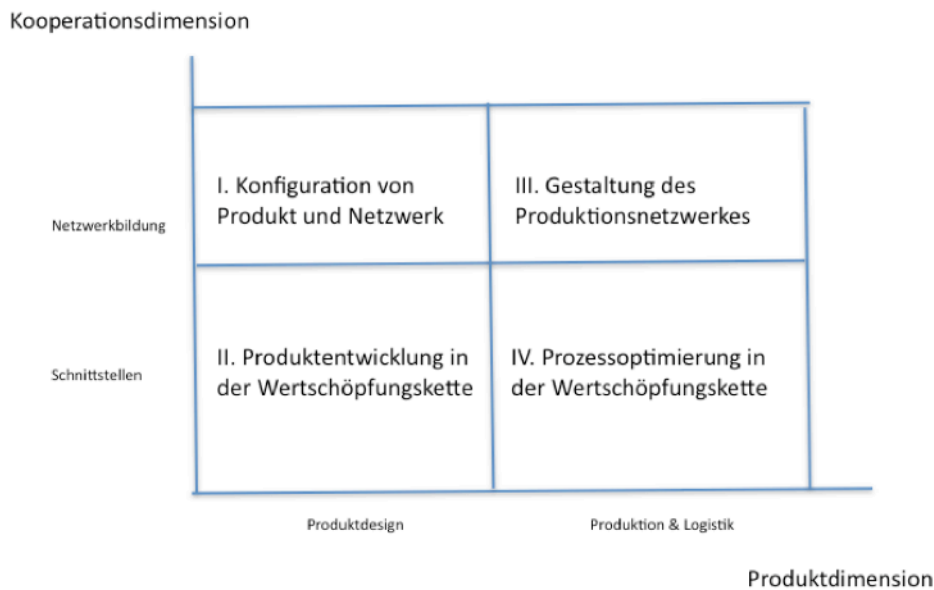 Kooperationsdimension
I. Konfiguration von
Produkt und Netzwerk
III. Gestaltung des
Produktionsnetzwerkes
Netzwerkbildung
II. Produktentwicklung in
der Wertschöpfungskette
IV. Prozessoptimierung in
der Wertschöpfungskette
Schnittstellen
Produktdesign
Produktion & Logistik
Produktdimension